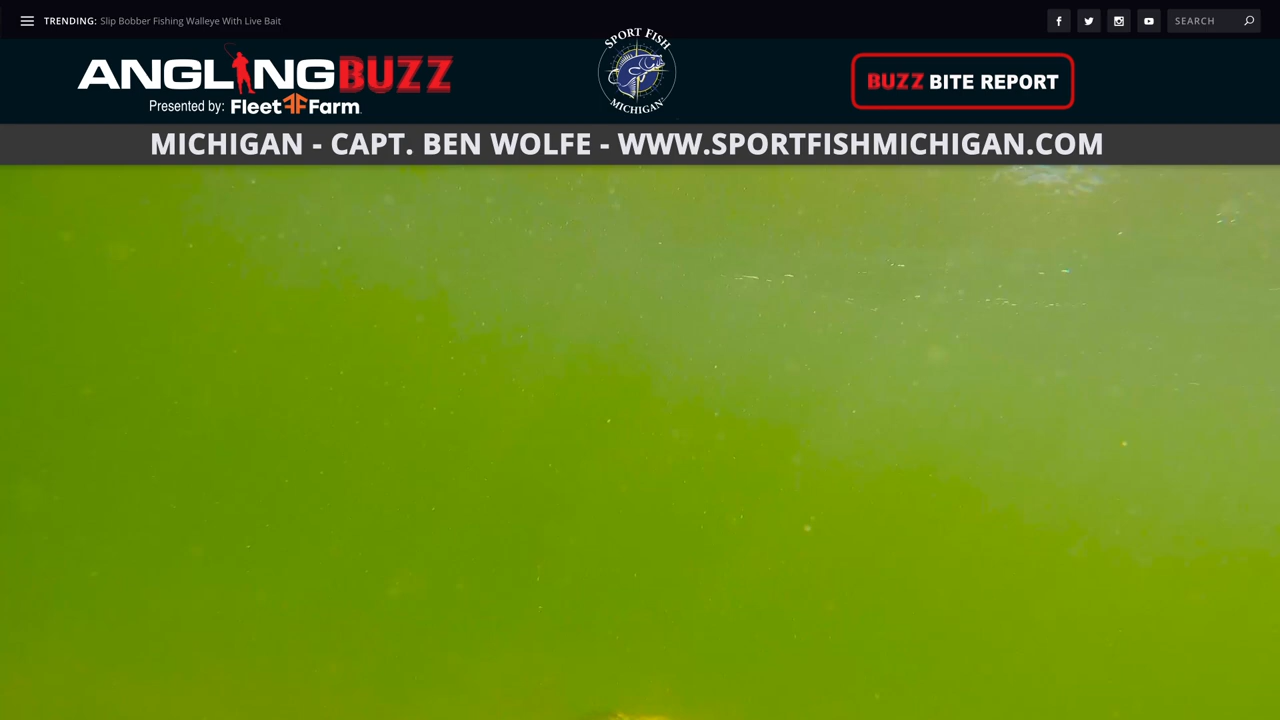 TRENDING: Slip Bobber Fishing Walleye With Live Bait
SEARCH
ANGLINGBUZZ
Presented by: Fleet Farm
SPORT FISH
MICHIGAN
BUZZ BITE REPORT
MICHIGAN - CAPT. BEN WOLFE - WWW.SPORTFISHMICHIGAN.COM